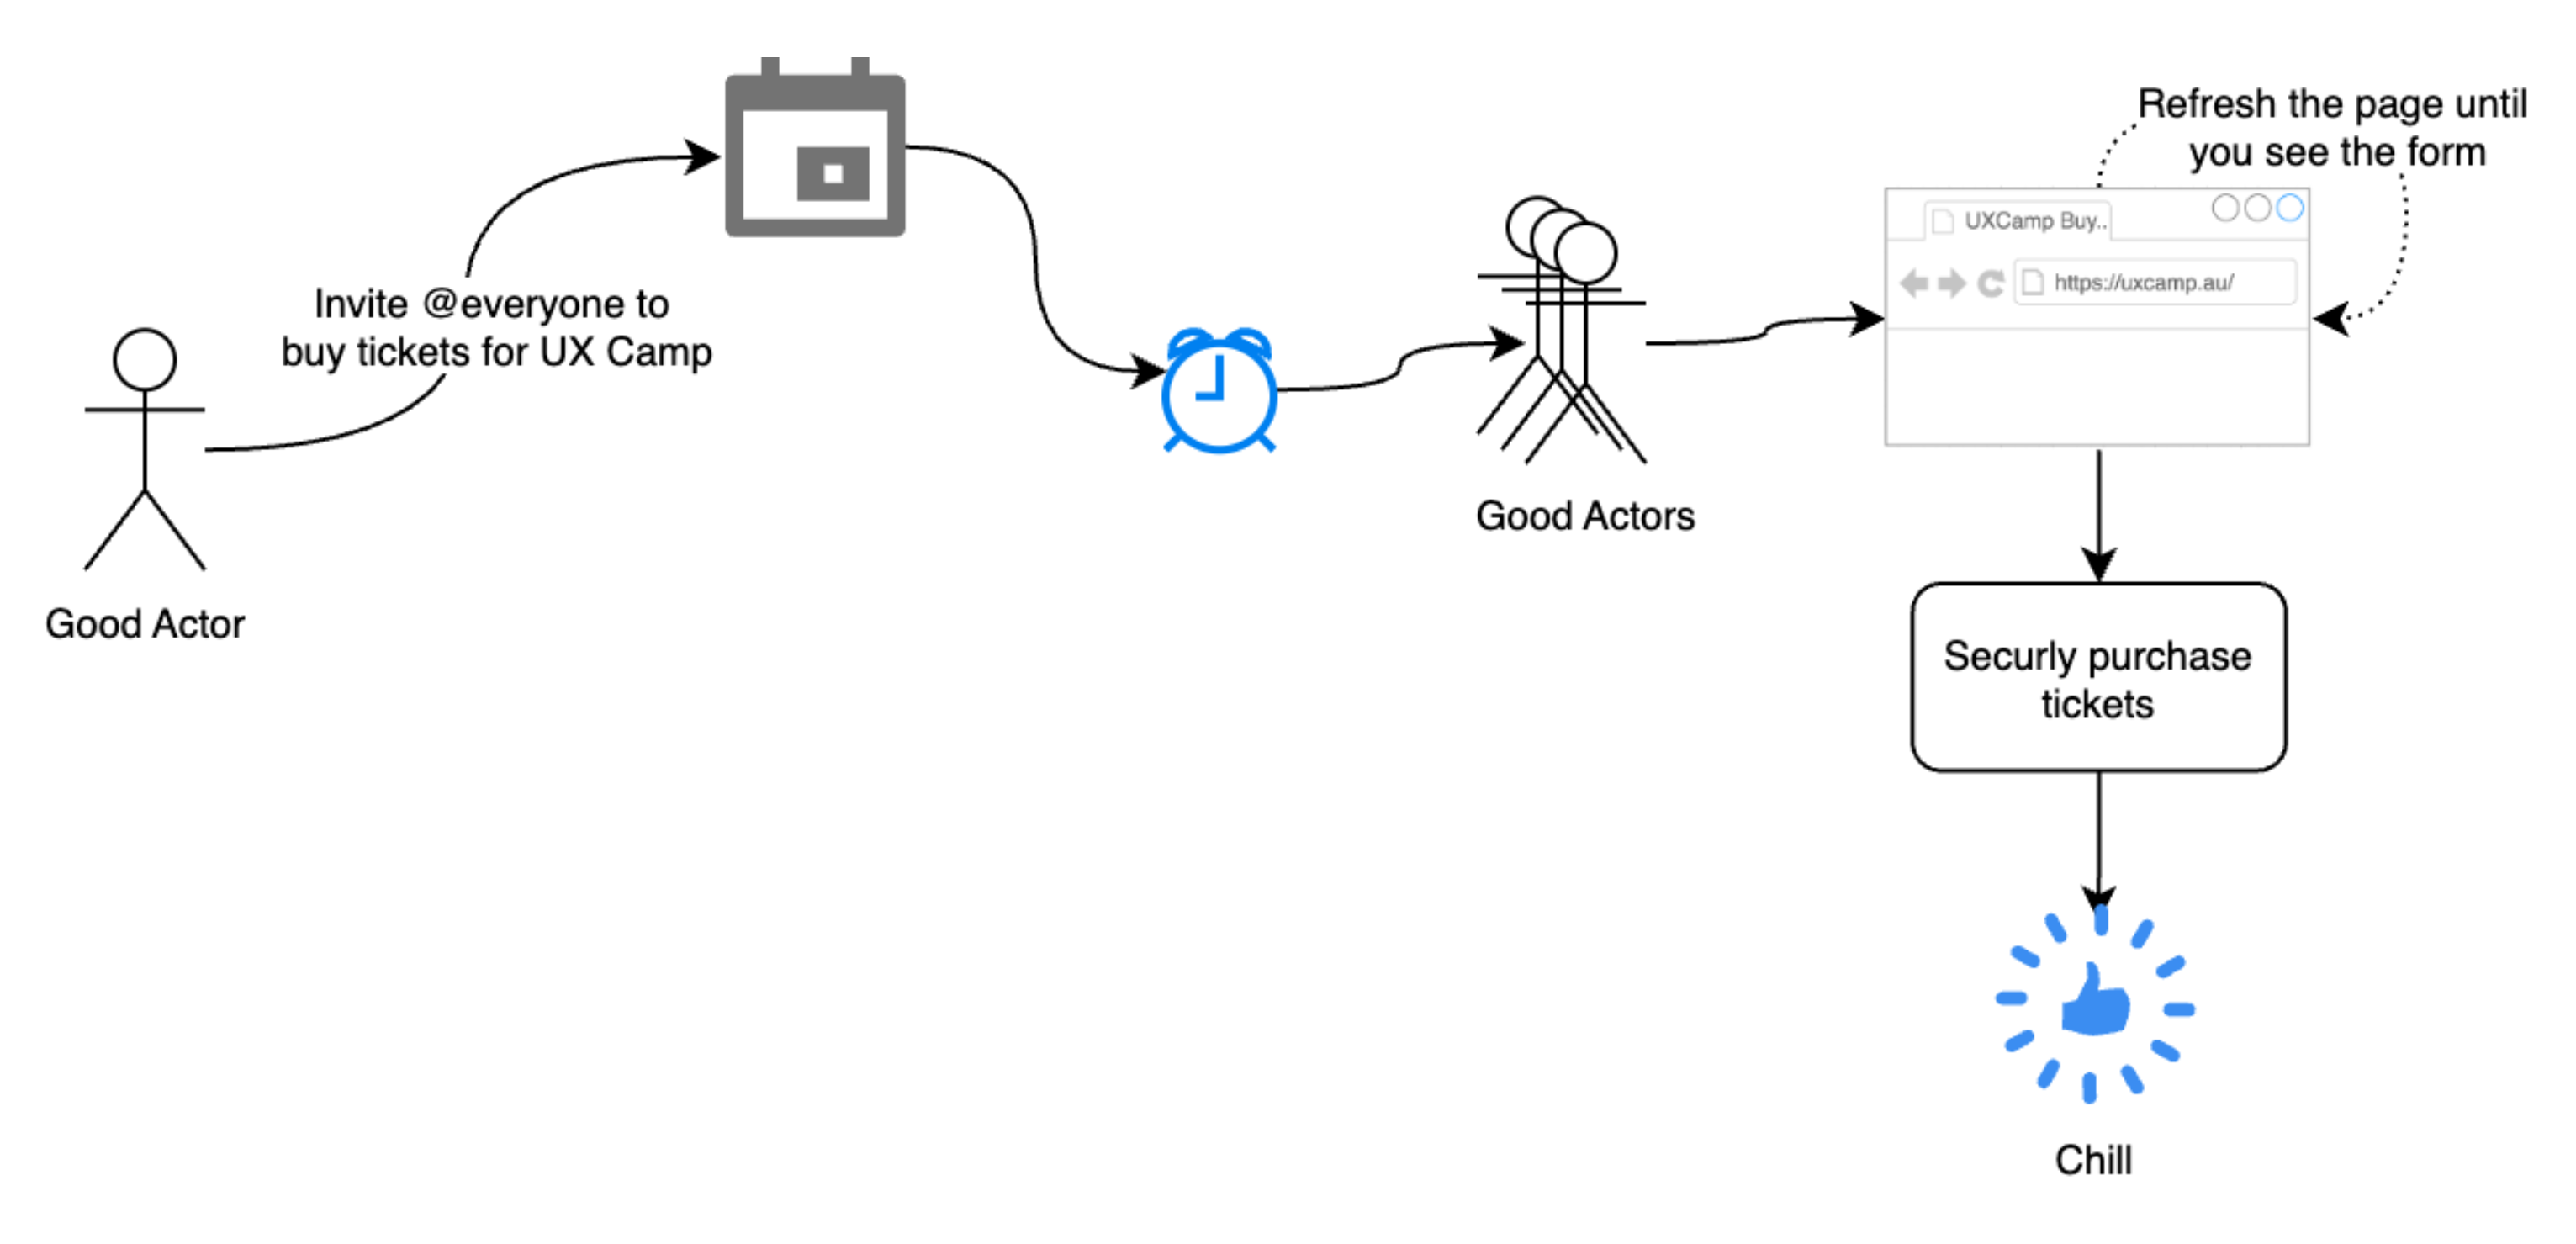 Invite @everyone to
buy tickets for UX Camp
Good Actor
Good Actors
Refresh the page until
you see the form
UXCamp Buy..
https://uxcamp.au/
Securly purchase
tickets
Chill